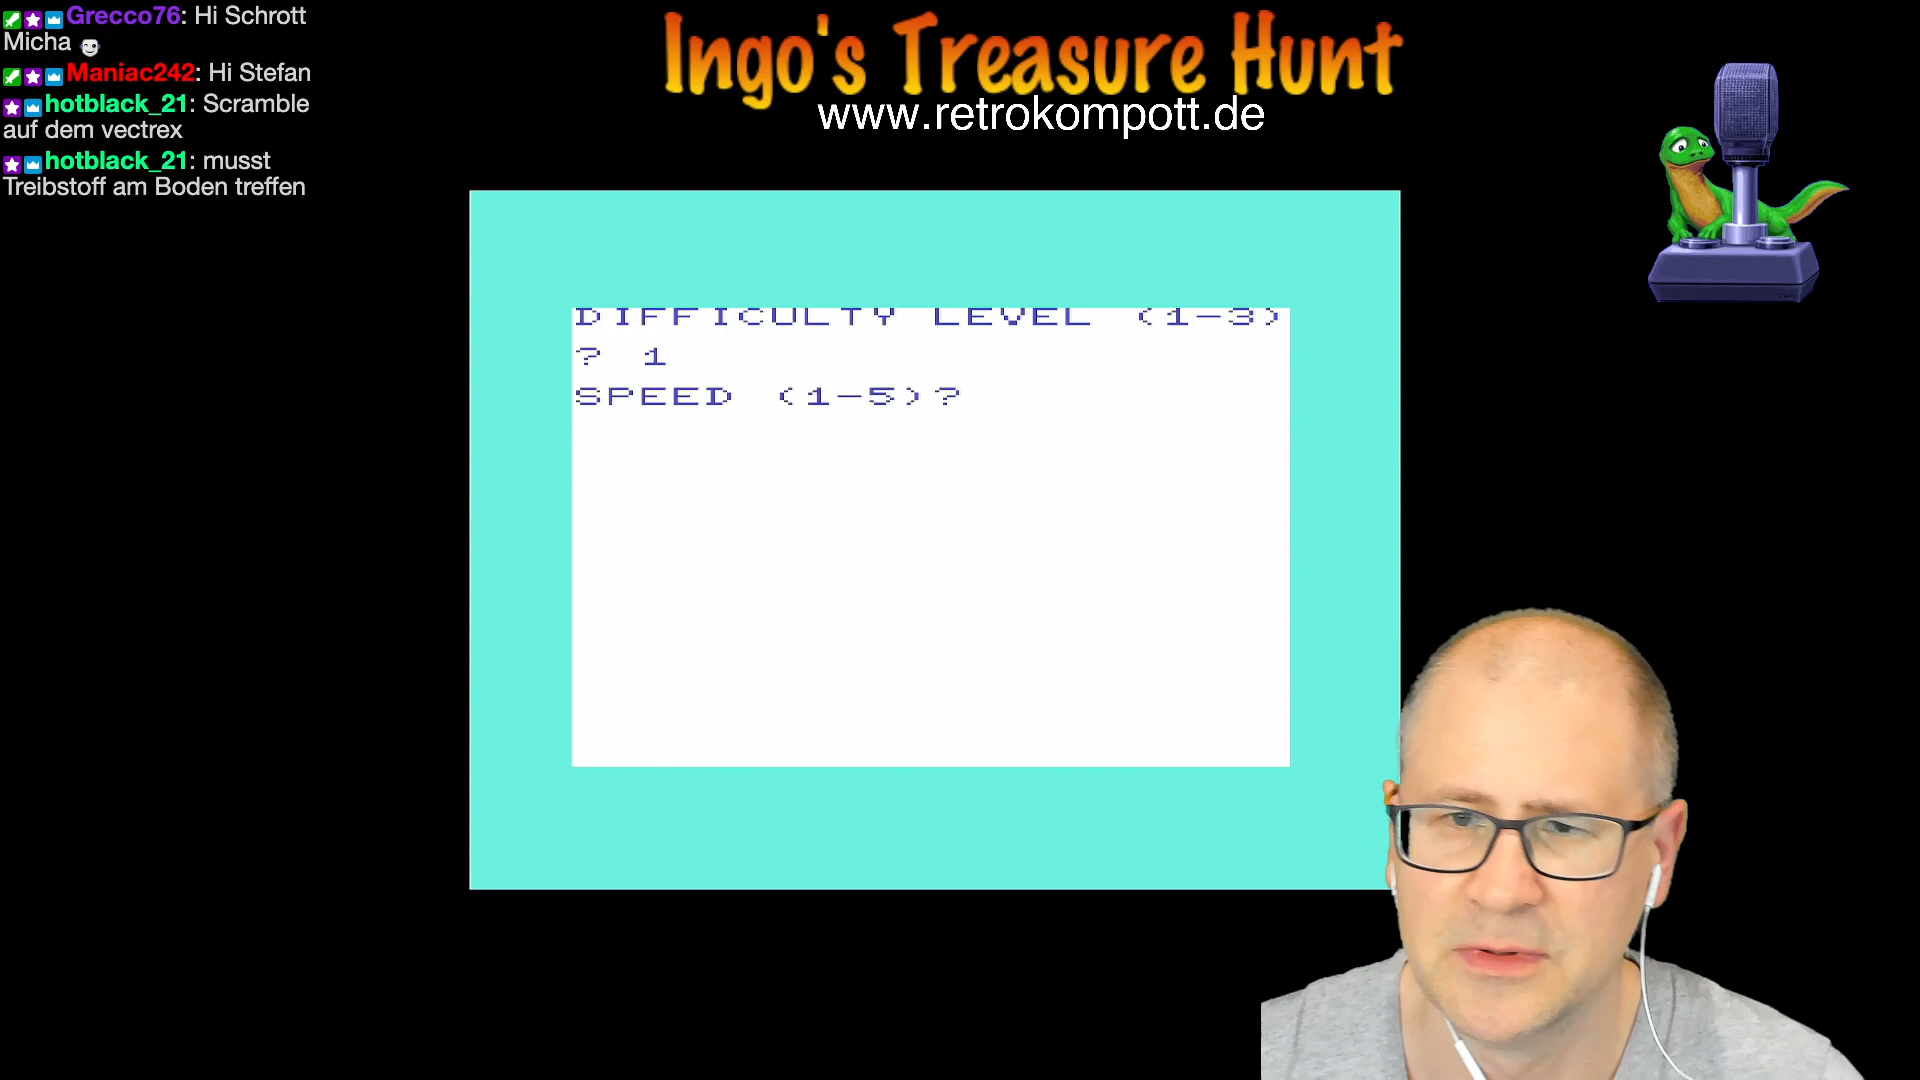 Grecco76: Hi Schrott
Micha
Maniac242: Hi Stefan
hotblack_21: Scramble
auf dem vectrex
hotblack_21: musst
Treibstoff am Boden treffen
Ingo's Treasure Hunt
www.retrokompott.de
DIFFICULTY LEVEL (1-3)
? 1
SPEED (1-5)?